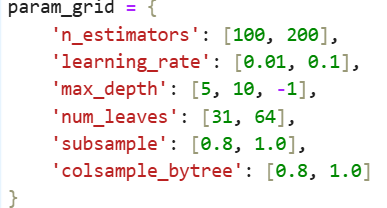 param_grid = {
    'n_estimators': [100, 200],
    'learning_rate': [0.01, 0.1],
    'max_depth': [5, 10, -1],
    'num_leaves': [31, 64],
    'subsample': [0.8, 1.0],
    'colsample_bytree': [0.8, 1.0]
}